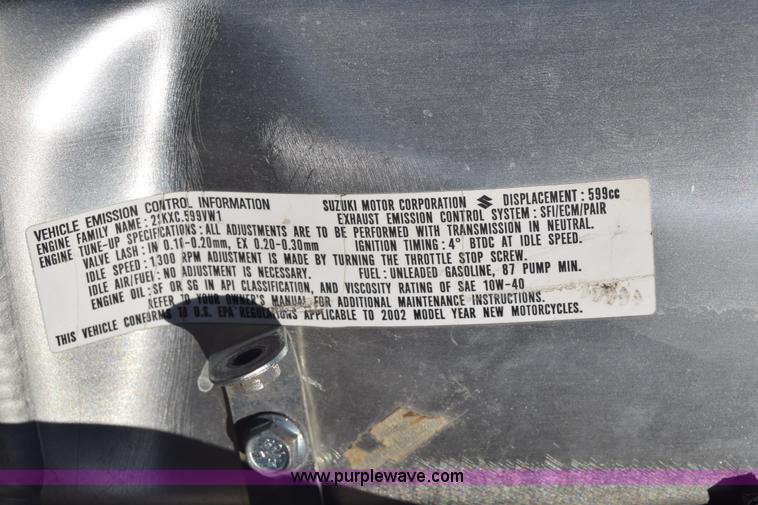 VEHICLE EMISSION CONTROL INFORMATION SUZUKI MOTOR CORPORATION DISPLACEMENT : 599cc
ENGINE FAMILY NAME : 2SKXC.599VW1 EXHAUST EMISSION CONTROL SYSTEM : SFI/ECM/PAIR
ENGINE TUNE-UP SPECIFICATIONS : ALL ADJUSTMENTS ARE TO BE PERFORMED WITH TRANSMISSION IN NEUTRAL.
VALVE LASH : IN 0.10-0.20mm, EX 0.20-0.30mm IGNITION TIMING : 4° BTDC AT IDLE SPEED.
IDLE SPEED : 1,300 RPM ADJUSTMENT IS MADE BY TURNING THE THROTTLE STOP SCREW.
IDLE AIR/FUEL : NO ADJUSTMENT IS NECESSARY. FUEL : UNLEADED GASOLINE, 87 PUMP MIN.
ENGINE OIL : SF OR SG IN API CLASSIFICATION, AND VISCOSITY RATING OF SAE 10W-40
REFER TO YOUR OWNER'S MANUAL FOR ADDITIONAL MAINTENANCE INSTRUCTIONS.
THIS VEHICLE CONFORMS TO U.S. EPA REGULATIONS APPLICABLE TO 2002 MODEL YEAR NEW MOTORCYCLES.
www.purplewave.com